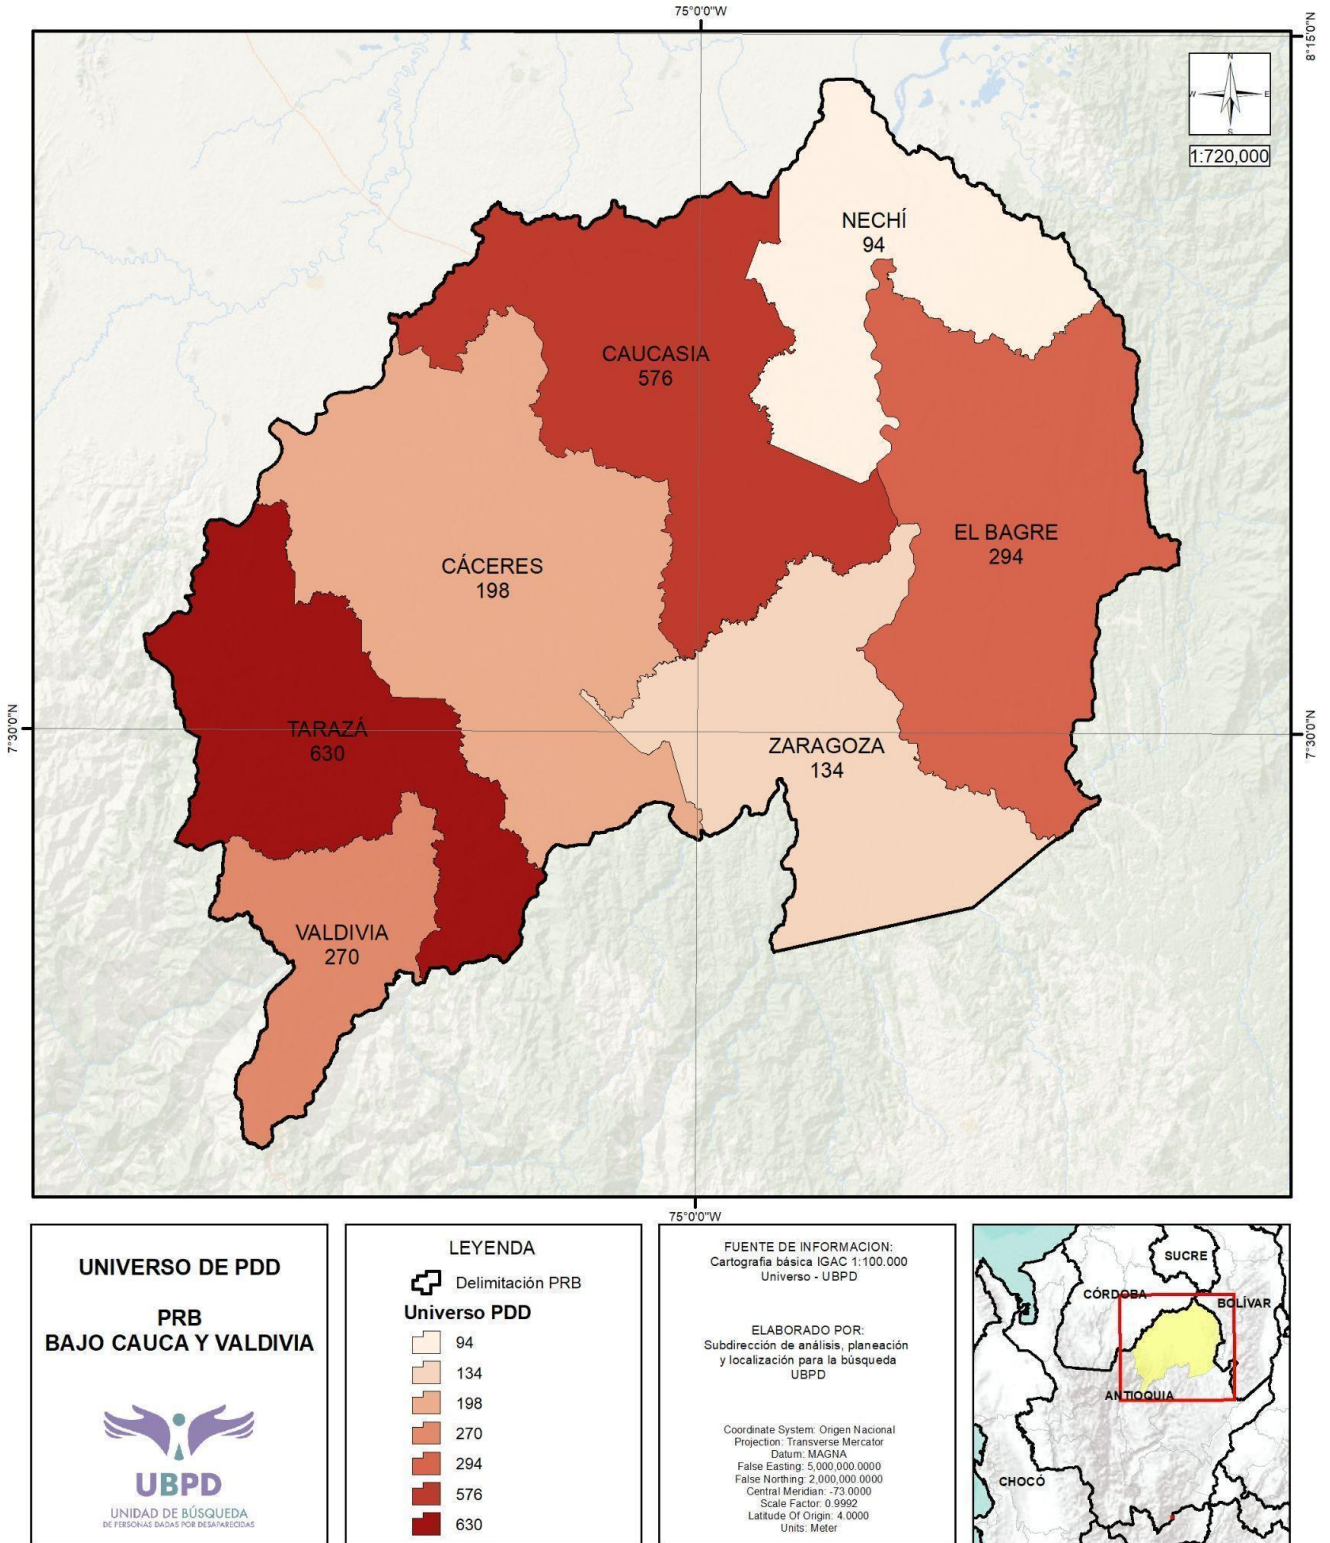 75°0'0"W
8°15'0"N
N
W
E
S
1:720,000
NECHÍ
94
CAUCASIA
576
EL BAGRE
294
CÁCERES
198
TARAZÁ
630
7°30'0"N
7°30'0"N
ZARAGOZA
134
VALDIVIA
270
75°0'0"W
UNIVERSO DE PDD
PRB
BAJO CAUCA Y VALDIVIA
UBPD
UNIDAD DE BÚSQUEDA
DE PERSONAS DADAS POR DESAPARECIDAS
LEYENDA
Delimitación PRB
Universo PDD
94
134
198
270
294
576
630
FUENTE DE INFORMACION:
Cartografia básica IGAC 1:100.000
Universo - UBPD
ELABORADO POR:
Subdirección de análisis, planeación
y localización para la búsqueda
UBPD
Coordinate System: Origen Nacional
Projection: Transverse Mercator
Datum: MAGNA
False Easting: 5,000,000.0000
False Northing: 2,000,000.0000
Central Meridian: -73.0000
Scale Factor: 0.9992
Latitude Of Origin: 4.0000
Units: Meter
SUCRE
CÓRDOBA
BOLÍVAR
ANTIOQUIA
CHOCÓ